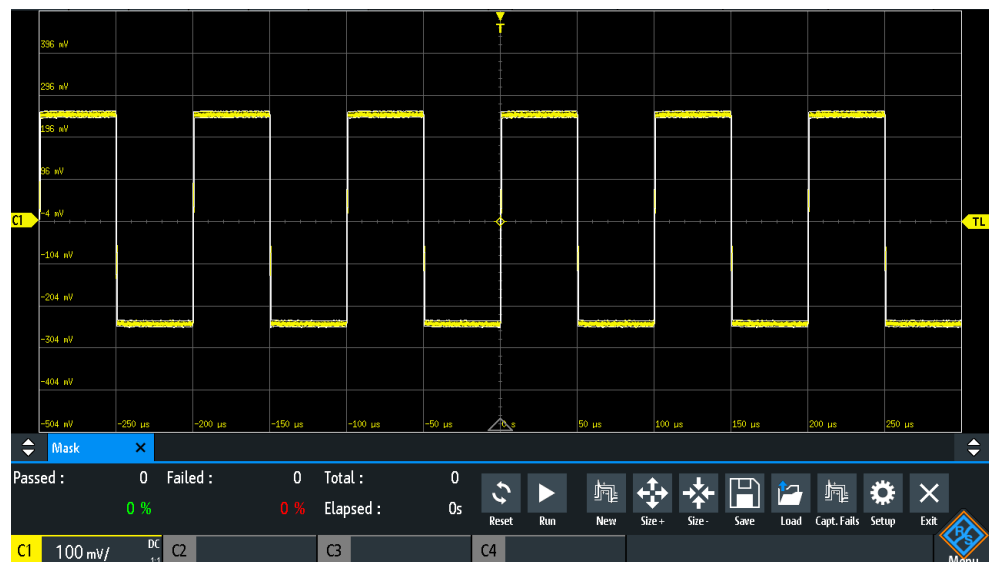 T
396 mV
296 mV
196 mV
96 mV
C1 -4 mV TL
-104 mV
-204 mV
-304 mV
-404 mV
-504 mV -250 µs -200 µs -150 µs -100 µs -50 µs 0 s 50 µs 100 µs 150 µs 200 µs 250 µs
Mask
Passed : 0 Failed : 0 Total : 0
0 % 0 % Elapsed : 0s
Reset Run New Size + Size - Save Load Capt. Fails Setup Exit
C1 100 mV/ DC 1:1 C2 C3 C4 R&S Menu